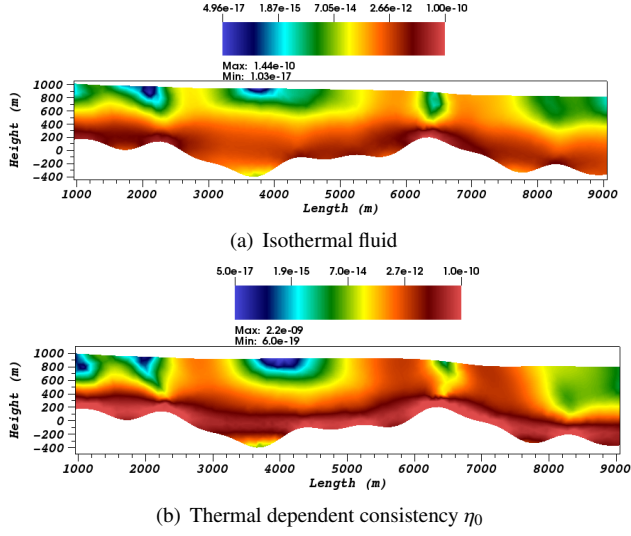 4.96e-17 1.87e-15 7.05e-14 2.66e-12 1.00e-10
Max: 1.44e-10
Min: 1.03e-17
1000
800
600
400
200
0
-200
-400
Height (m)
1000 2000 3000 4000 5000 6000 7000 8000 9000
Length (m)
(a) Isothermal fluid
5.0e-17 1.9e-15 7.0e-14 2.7e-12 1.0e-10
Max: 2.2e-09
Min: 6.0e-19
1000
800
600
400
200
0
-200
-400
Height (m)
1000 2000 3000 4000 5000 6000 7000 8000 9000
Length (m)
(b) Thermal dependent consistency η0